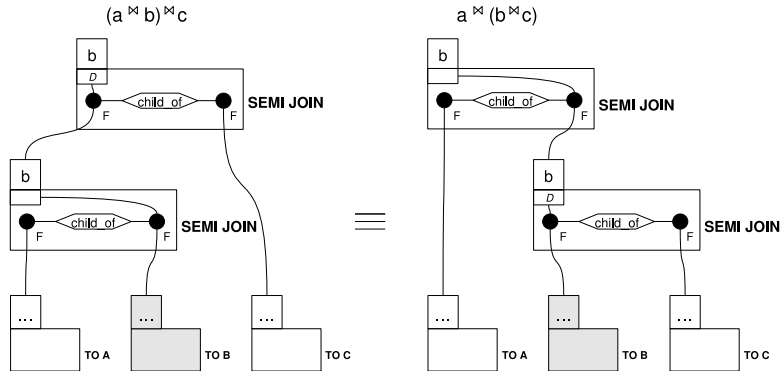 (a ⋈ b) ⋈ c
a ⋈ (b ⋈ c)
b
D
child_of
F
F
SEMI JOIN
b
child_of
F
F
SEMI JOIN
b
child_of
F
F
SEMI JOIN
b
D
child_of
F
F
SEMI JOIN
≡
...
TO A
...
TO B
...
TO C
...
TO A
...
TO B
...
TO C